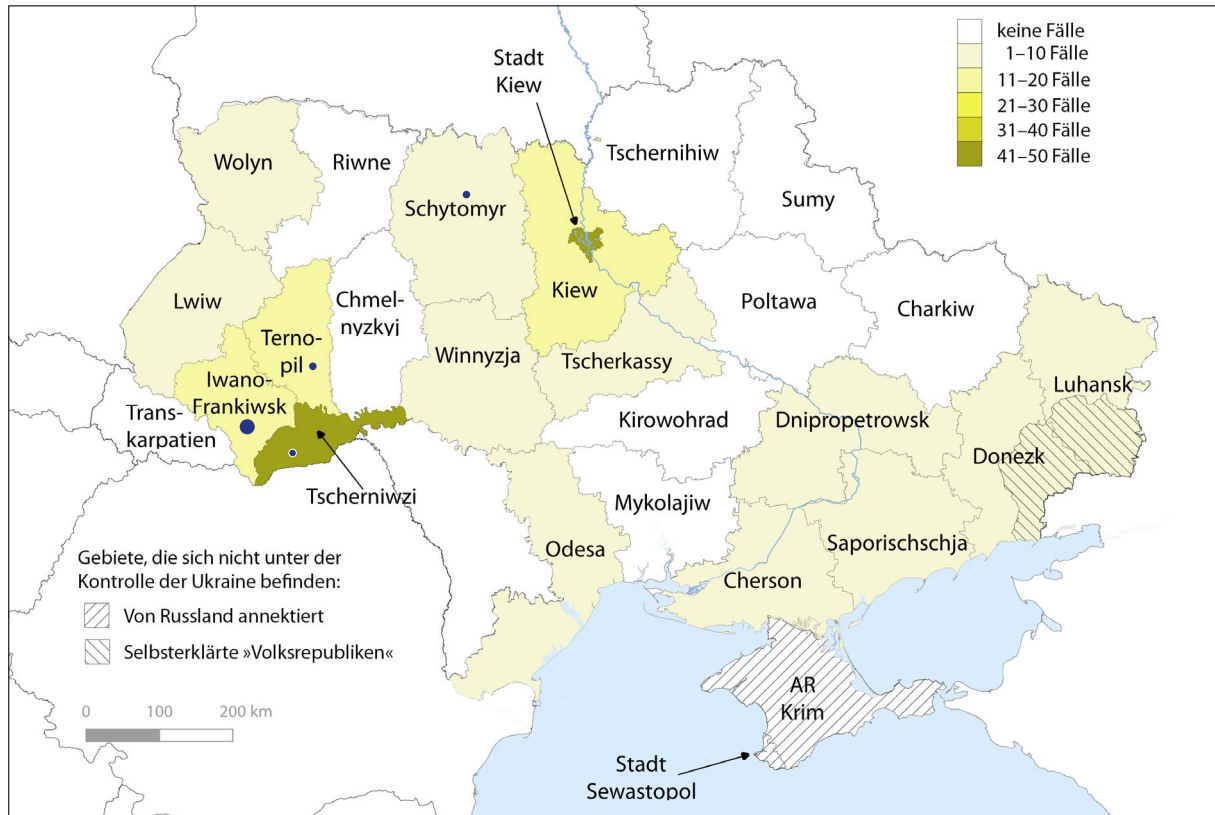 keine Fälle
1–10 Fälle
11–20 Fälle
21–30 Fälle
31–40 Fälle
41–50 Fälle
Stadt
Kiew
Wolyn
Riwne
Schytomyr
Tschernihiw
Sumy
Lwiw
Chmel-
nyzkyj
Kiew
Poltawa
Charkiw
Terno-
pil
Winnyzja
Tscherkassy
Luhansk
Iwano-
Frankiwsk
Trans-
karpatien
Kirowohrad
Dnipropetrowsk
Donezk
Tscherniwzi
Mykolajiw
Odesa
Saporischschja
Cherson
Gebiete, die sich nicht unter der
Kontrolle der Ukraine befinden:
Von Russland annektiert
Selbsterklärte »Volksrepubliken«
AR
Krim
0 100 200 km
Stadt
Sewastopol